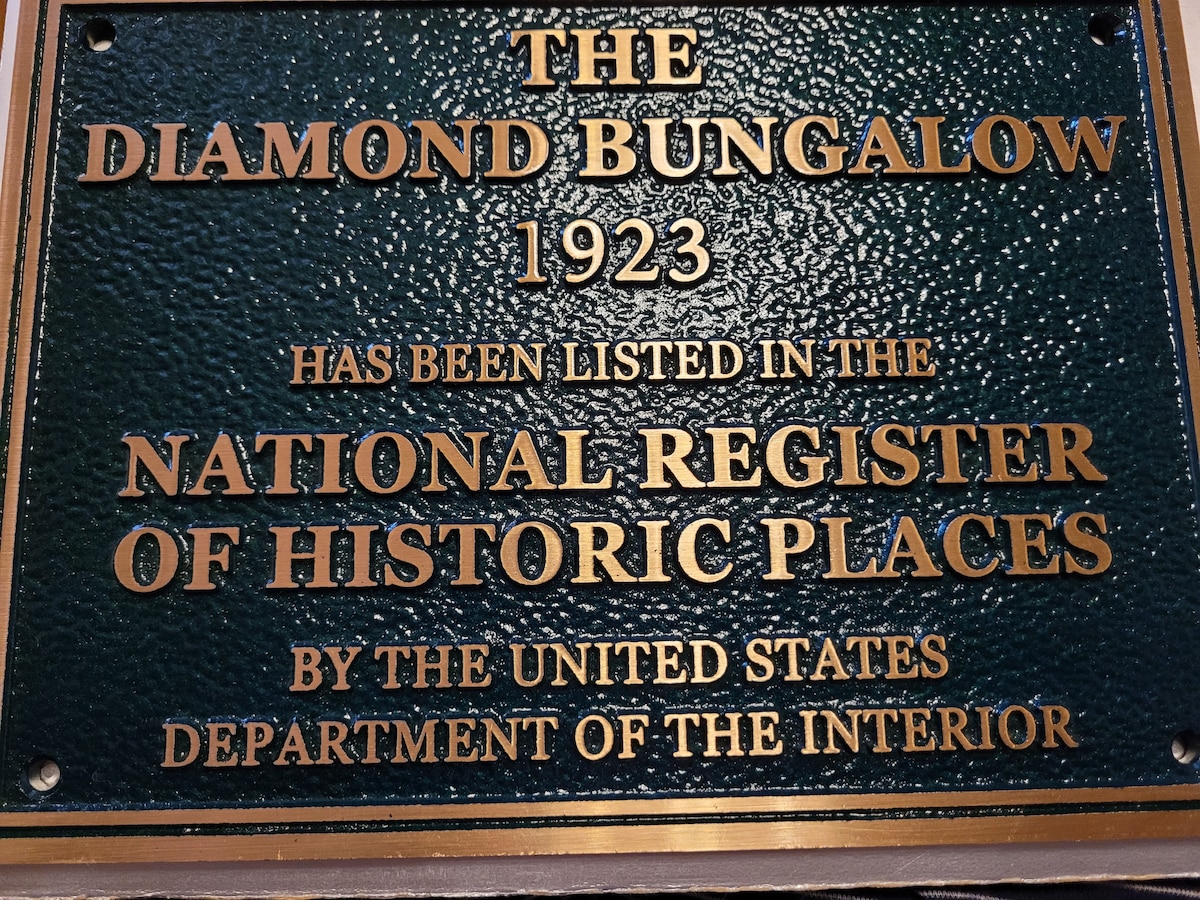 THE
DIAMOND BUNGALOW
1923
HAS BEEN LISTED IN THE
NATIONAL REGISTER
OF HISTORIC PLACES
BY THE UNITED STATES
DEPARTMENT OF THE INTERIOR